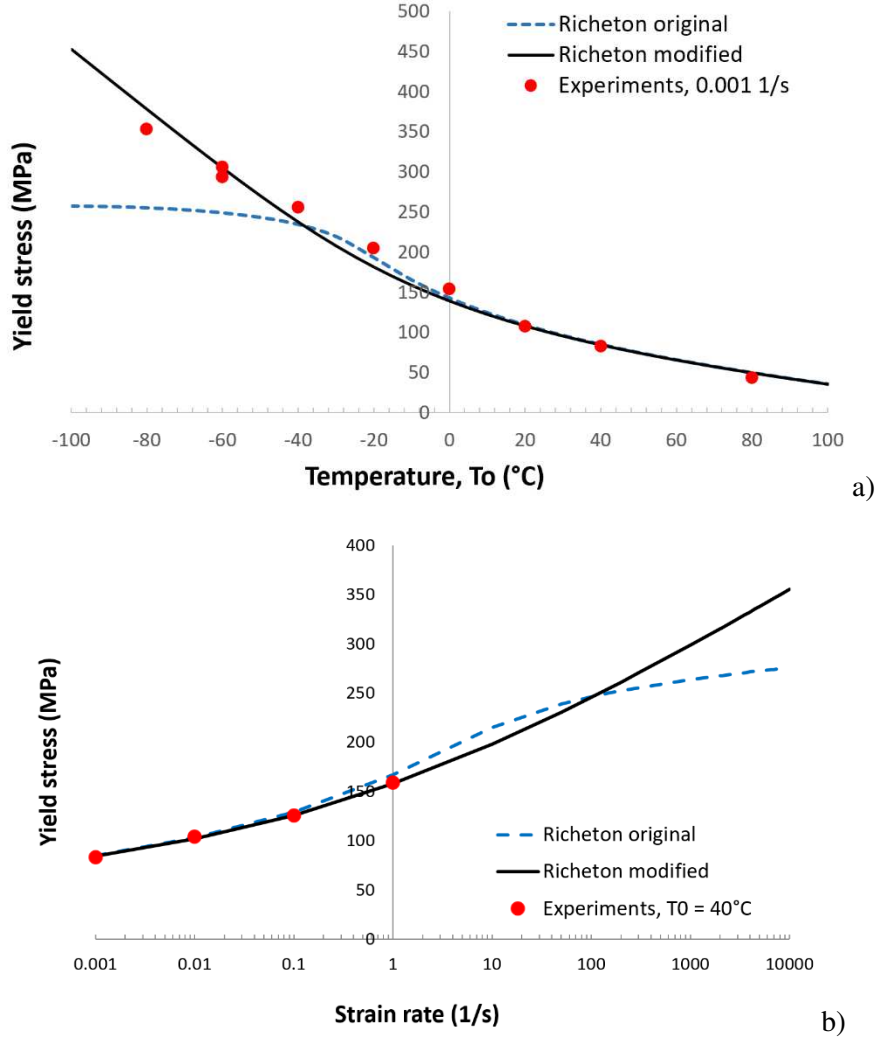 500
450
400
350
300
250
200
150
100
50
0
Richeton original
Richeton modified
Experiments, 0.001 1/s
Yield stress (MPa)
-100 -80 -60 -40 -20 0 20 40 60 80 100
Temperature, To (°C)
a)
400
350
300
250
200
150
100
50
0
Yield stress (MPa)
Richeton original
Richeton modified
Experiments, T0 = 40°C
0.001 0.01 0.1 1 10 100 1000 10000
Strain rate (1/s)
b)